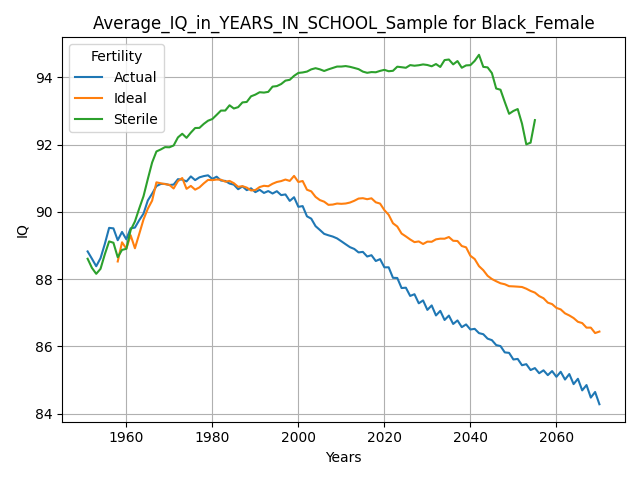 Average_IQ_in_YEARS_IN_SCHOOL_Sample for Black_Female
Fertility
Actual
Ideal
Sterile
IQ
94
92
90
88
86
84
1960 1980 2000 2020 2040 2060
Years